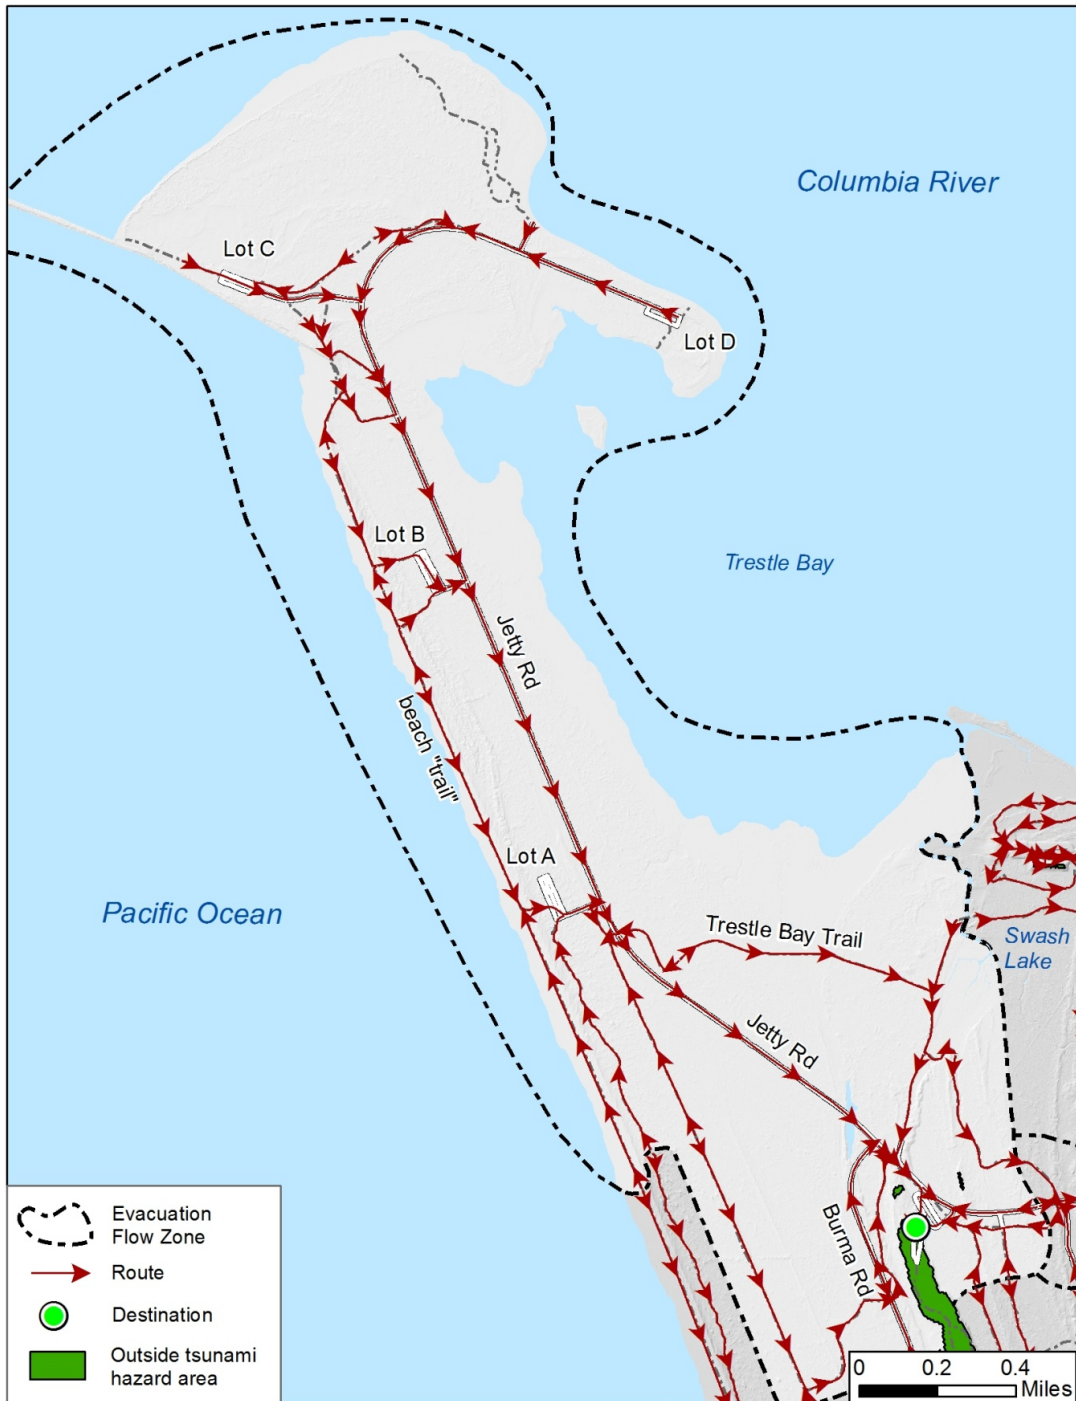 Columbia River
Lot C
Lot D
Lot B
Trestle Bay
Jetty Rd
beach "trail"
Lot A
Pacific Ocean
Trestle Bay Trail
Swash
Lake
Jetty Rd
Burma Rd
Evacuation
Flow Zone
Route
Destination
Outside tsunami
hazard area
0 0.2 0.4
Miles